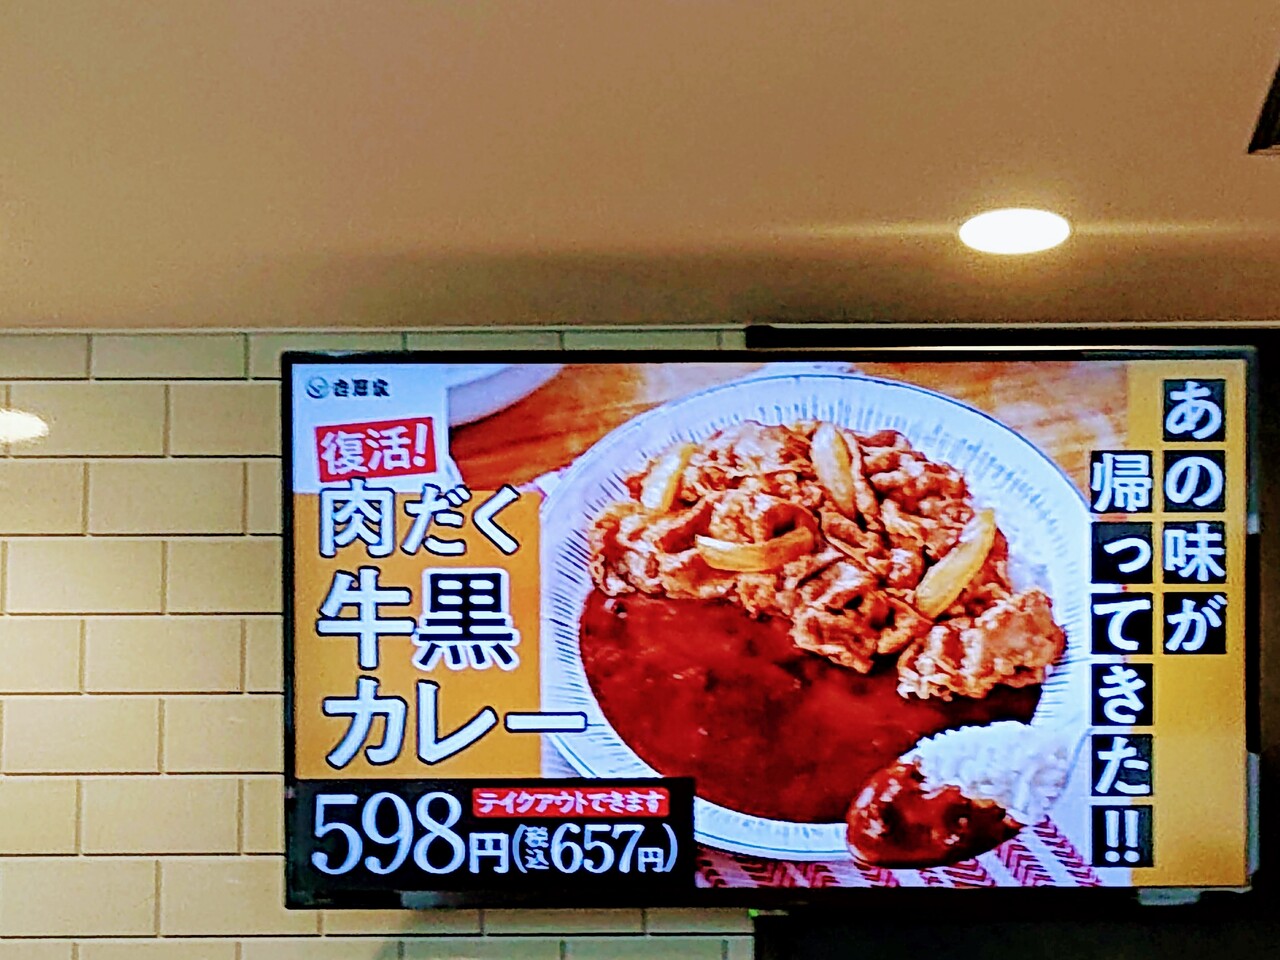 吉野家
復活!
肉だく
牛黒
カレー
テイクアウトできます
598円(税込657円)
あの味が
帰ってきた!!